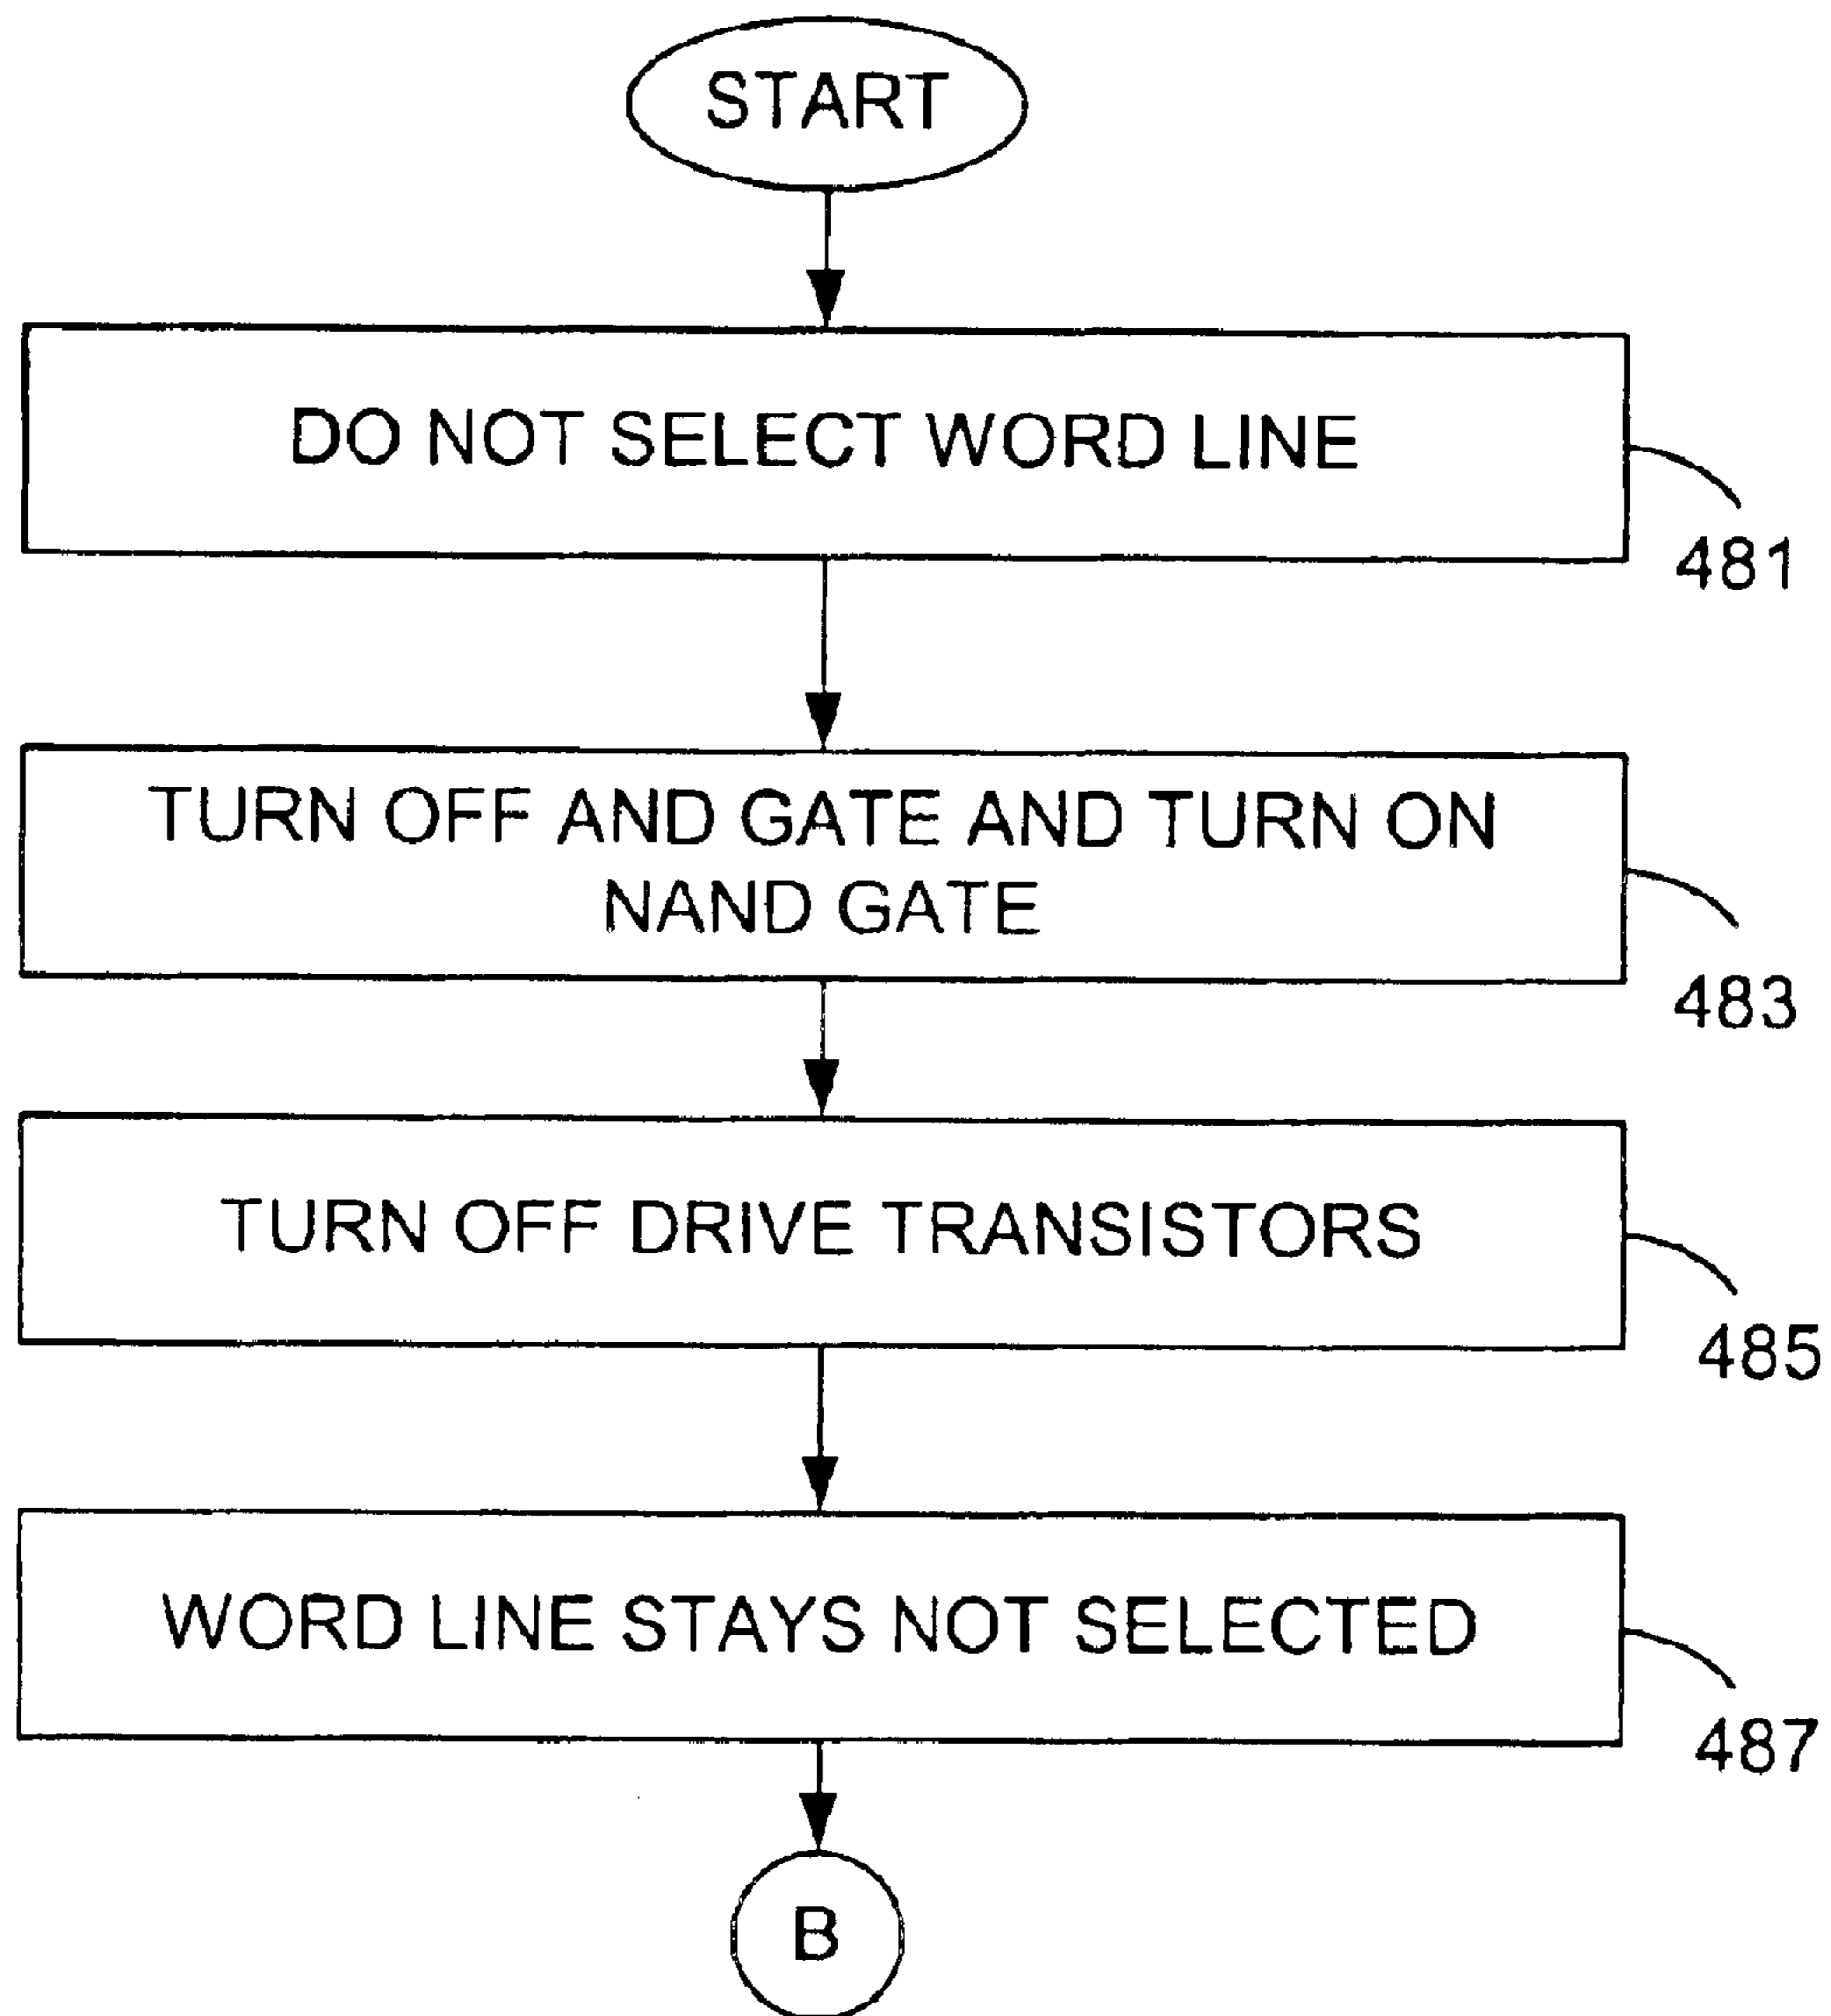 START
DO NOT SELECT WORD LINE
481
TURN OFF AND GATE AND TURN ON
NAND GATE
483
TURN OFF DRIVE TRANSISTORS
485
WORD LINE STAYS NOT SELECTED
487
B